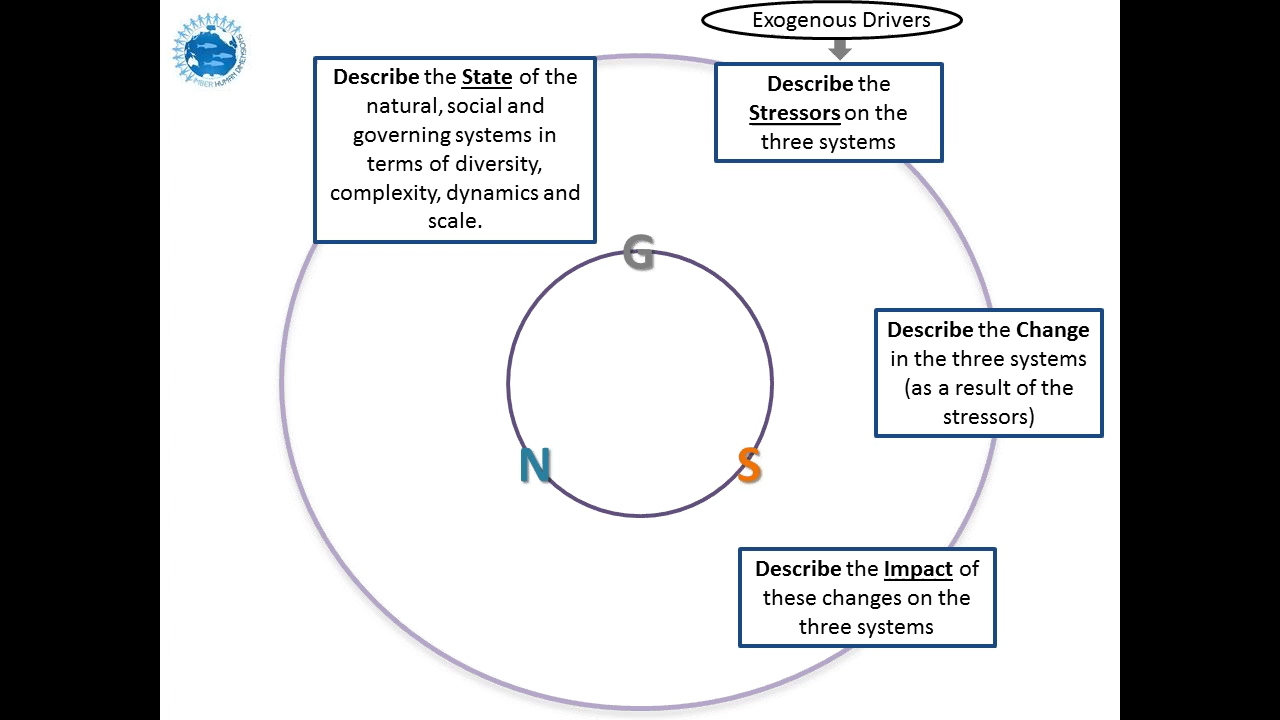 Exogenous Drivers
Describe the State of the
natural, social and
governing systems in
terms of diversity,
complexity, dynamics and
scale.
Describe the
Stressors on the
three systems
G
Describe the Change
in the three systems
(as a result of the
stressors)
N
S
Describe the Impact of
these changes on the
three systems
HUMAN DIMENSIONS